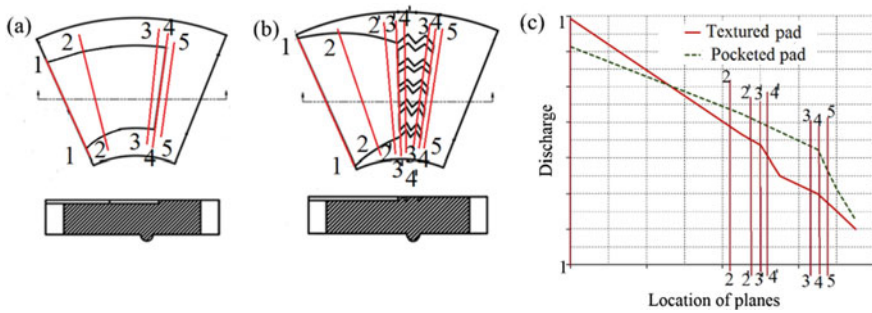 (a)
1 2 3 4 5
1 2 3 4 5
(b)
1 2 2' 3' 4' 3 4 5
1 2 2' 3' 4' 3 4 5
(c)
1
Discharge
Textured pad
Pocketed pad
2 2' 3' 4' 3 4 5
1
2 2' 3' 4' 3 4 5
Location of planes